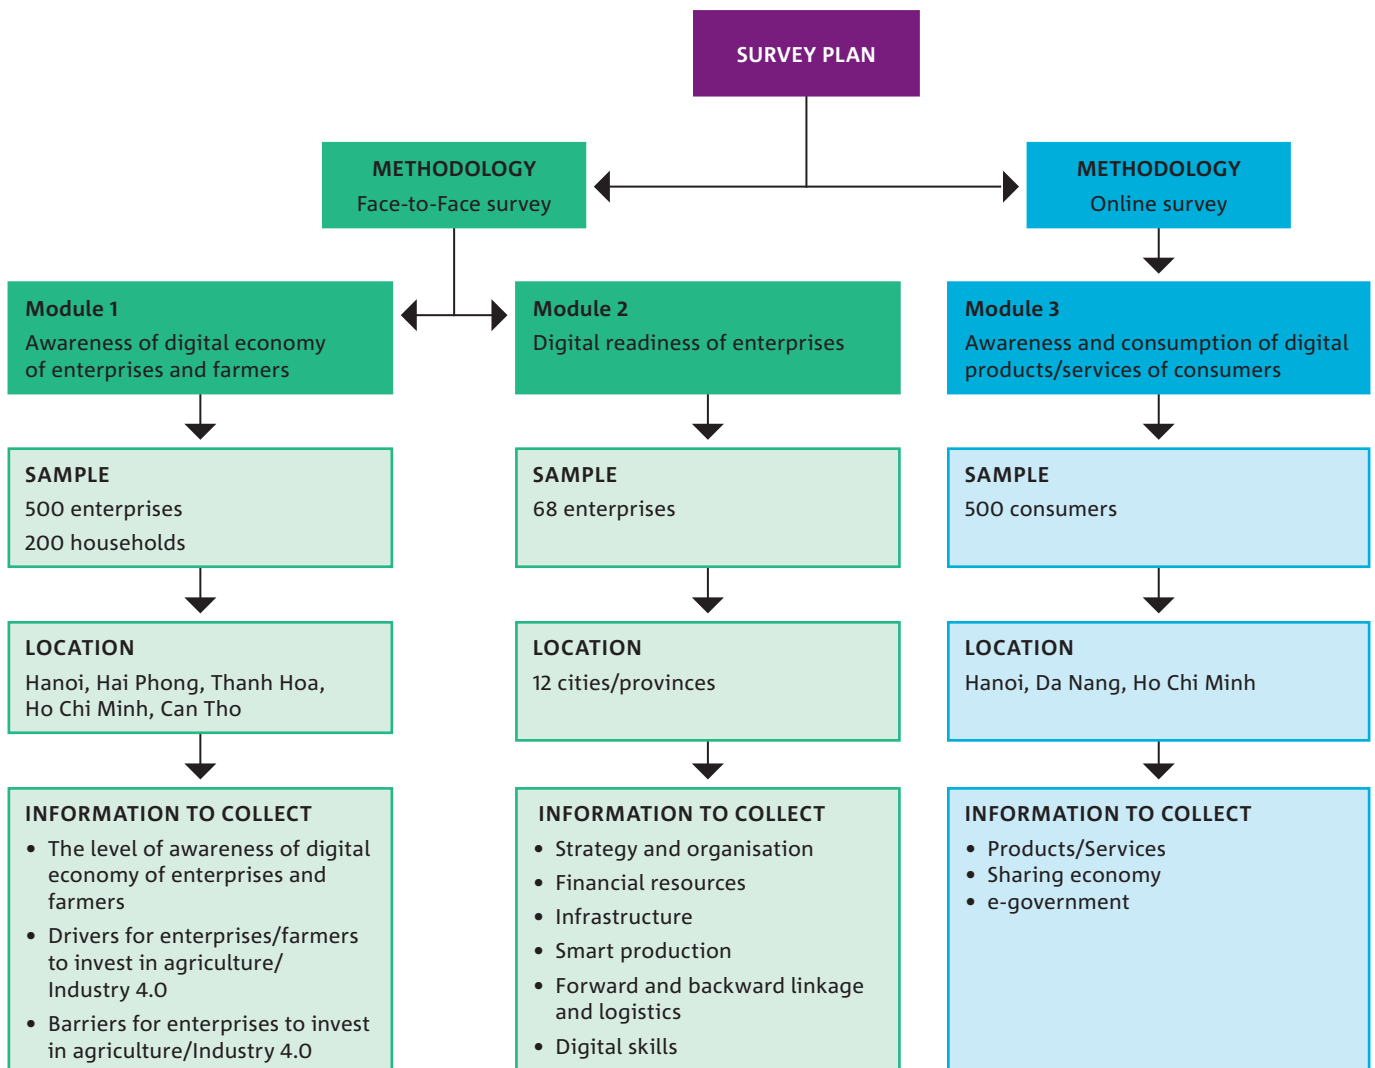 SURVEY PLAN
METHODOLOGY
Face-to-Face survey
METHODOLOGY
Online survey
Module 1
Awareness of digital economy
of enterprises and farmers
Module 2
Digital readiness of enterprises
Module 3
Awareness and consumption of digital
products/services of consumers
SAMPLE
500 enterprises
200 households
SAMPLE
68 enterprises
SAMPLE
500 consumers
LOCATION
Hanoi, Hai Phong, Thanh Hoa,
Ho Chi Minh, Can Tho
LOCATION
12 cities/provinces
LOCATION
Hanoi, Da Nang, Ho Chi Minh
INFORMATION TO COLLECT
• The level of awareness of digital
economy of enterprises and
farmers
• Drivers for enterprises/farmers
to invest in agriculture/
Industry 4.0
• Barriers for enterprises to invest
in agriculture/Industry 4.0
INFORMATION TO COLLECT
• Strategy and organisation
• Financial resources
• Infrastructure
• Smart production
• Forward and backward linkage
and logistics
• Digital skills
INFORMATION TO COLLECT
• Products/Services
• Sharing economy
• e-government